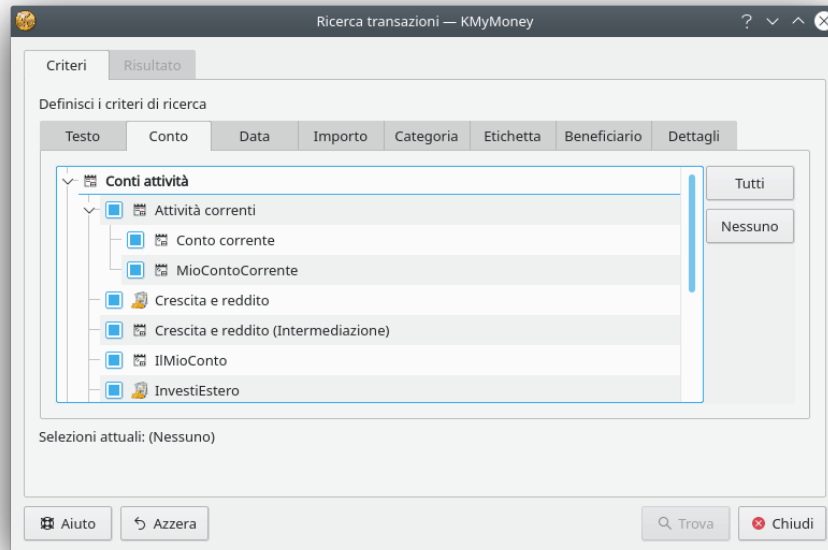 Ricerca transazioni — KMyMoney
Criteri Risultato
Definisci i criteri di ricerca
Testo Conto Data Importo Categoria Etichetta Beneficiario Dettagli
Conti attività
Tutti
Attività correnti
Nessuno
Conto corrente
MioContoCorrente
Crescita e reddito
Crescita e reddito (Intermediazione)
IlMioConto
InvestiEstero
Selezioni attuali: (Nessuno)
Aiuto Azzera Trova Chiudi